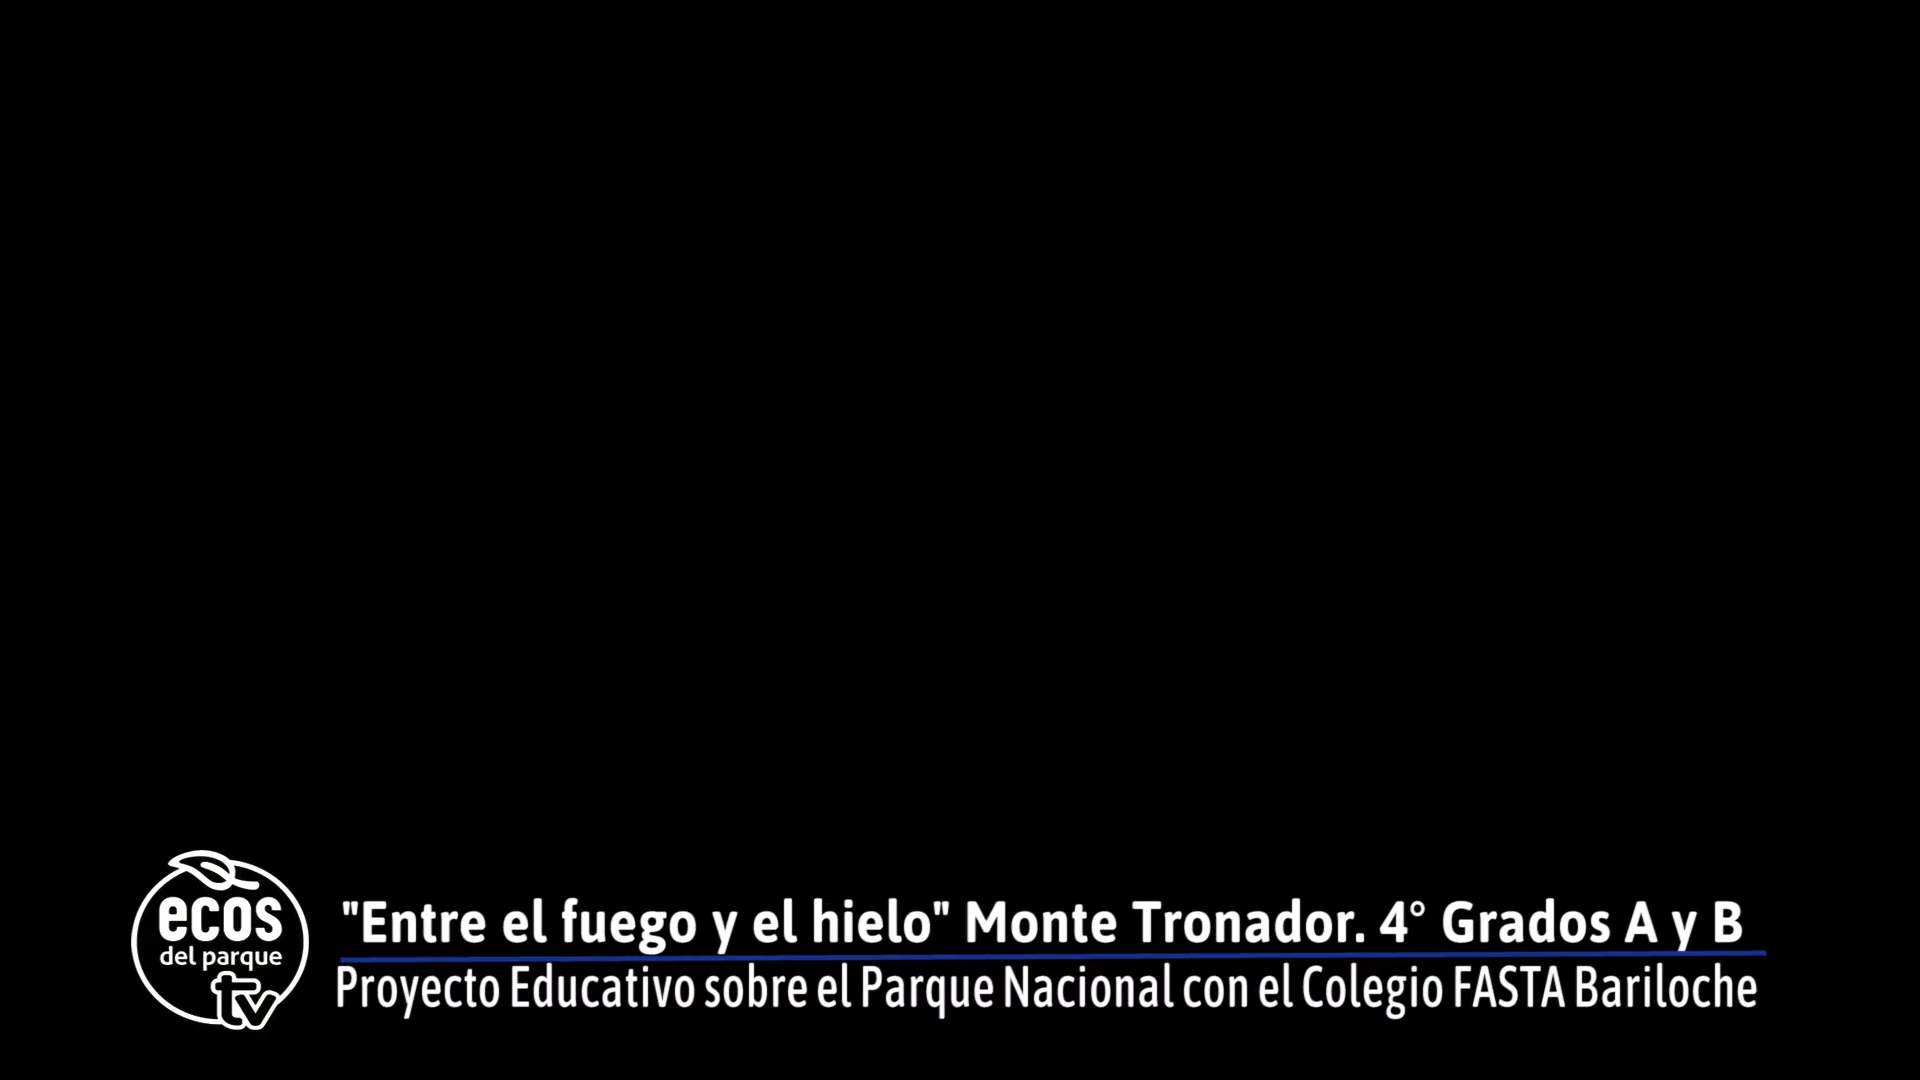 ecos
del parque
tv
"Entre el fuego y el hielo" Monte Tronador. 4° Grados A y B
Proyecto Educativo sobre el Parque Nacional con el Colegio FASTA Bariloche